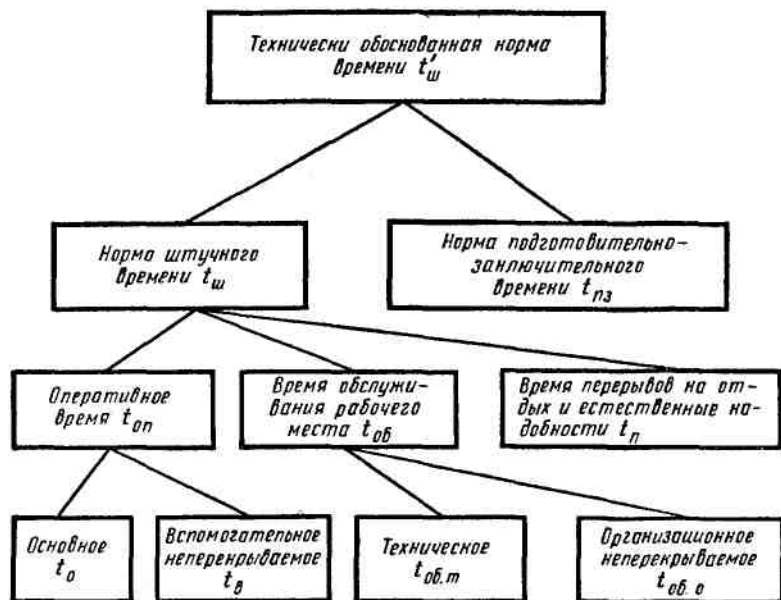 Технически обоснованная норма
времени t'ш
Норма штучного
времени tш
Норма подготовительно-
заключительного
времени tпз
Оперативное
время tоп
Время обслужи-
вания рабочего
места tоб
Время перерывов на от-
дых и естественные на-
добности tп
Основное
tо
Вспомогательное
неперекрываемое
tв
Техническое
tоб.т
Организационное
неперекрываемое
tоб.о